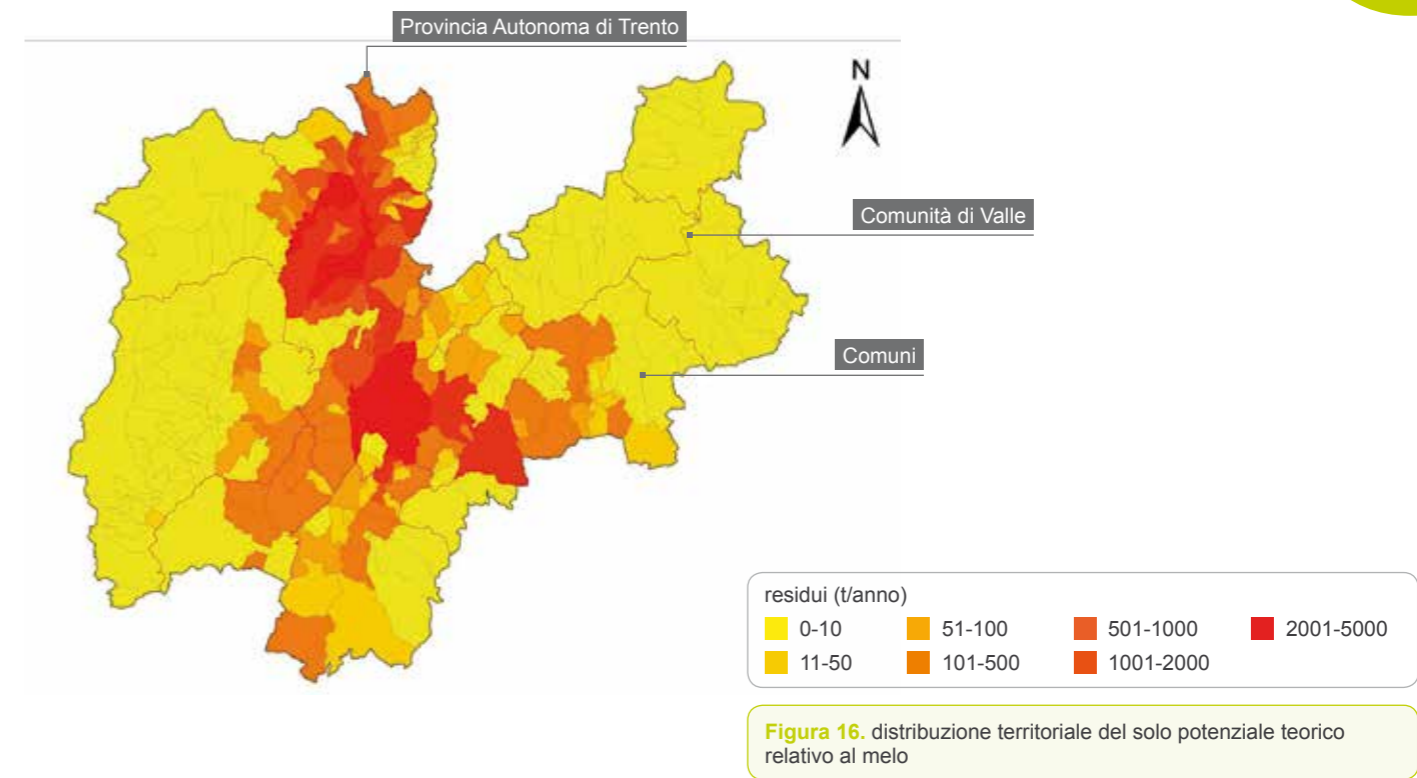 Provincia Autonoma di Trento
N
Comunità di Valle
Comuni
residui (t/anno)
0-10 51-100 501-1000 2001-5000
11-50 101-500 1001-2000
Figura 16. distribuzione territoriale del solo potenziale teorico
relativo al melo